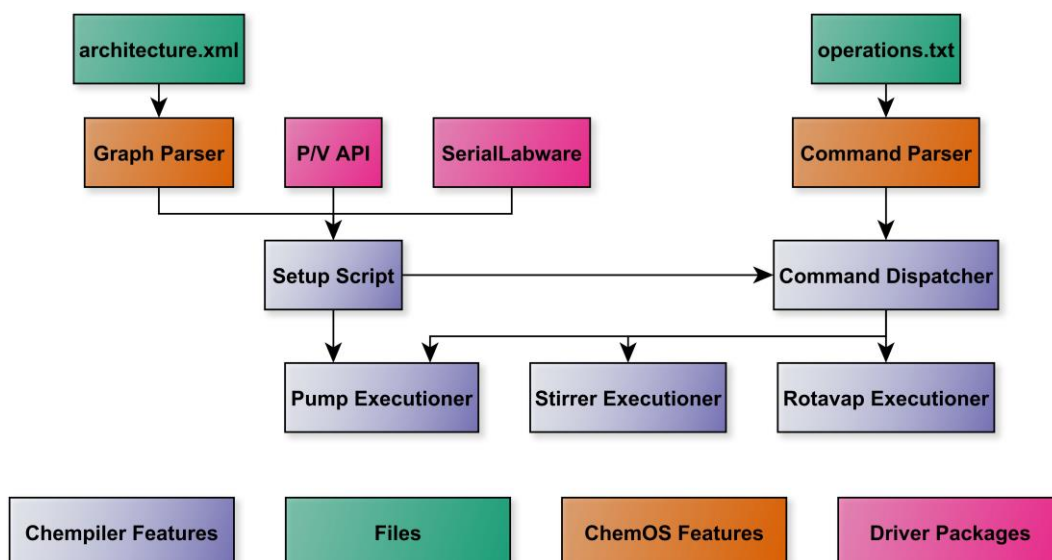 architecture.xml
operations.txt
Graph Parser
P/V API
SerialLabware
Command Parser
Setup Script
Command Dispatcher
Pump Executioner
Stirrer Executioner
Rotavap Executioner
Chempiler Features
Files
ChemOS Features
Driver Packages